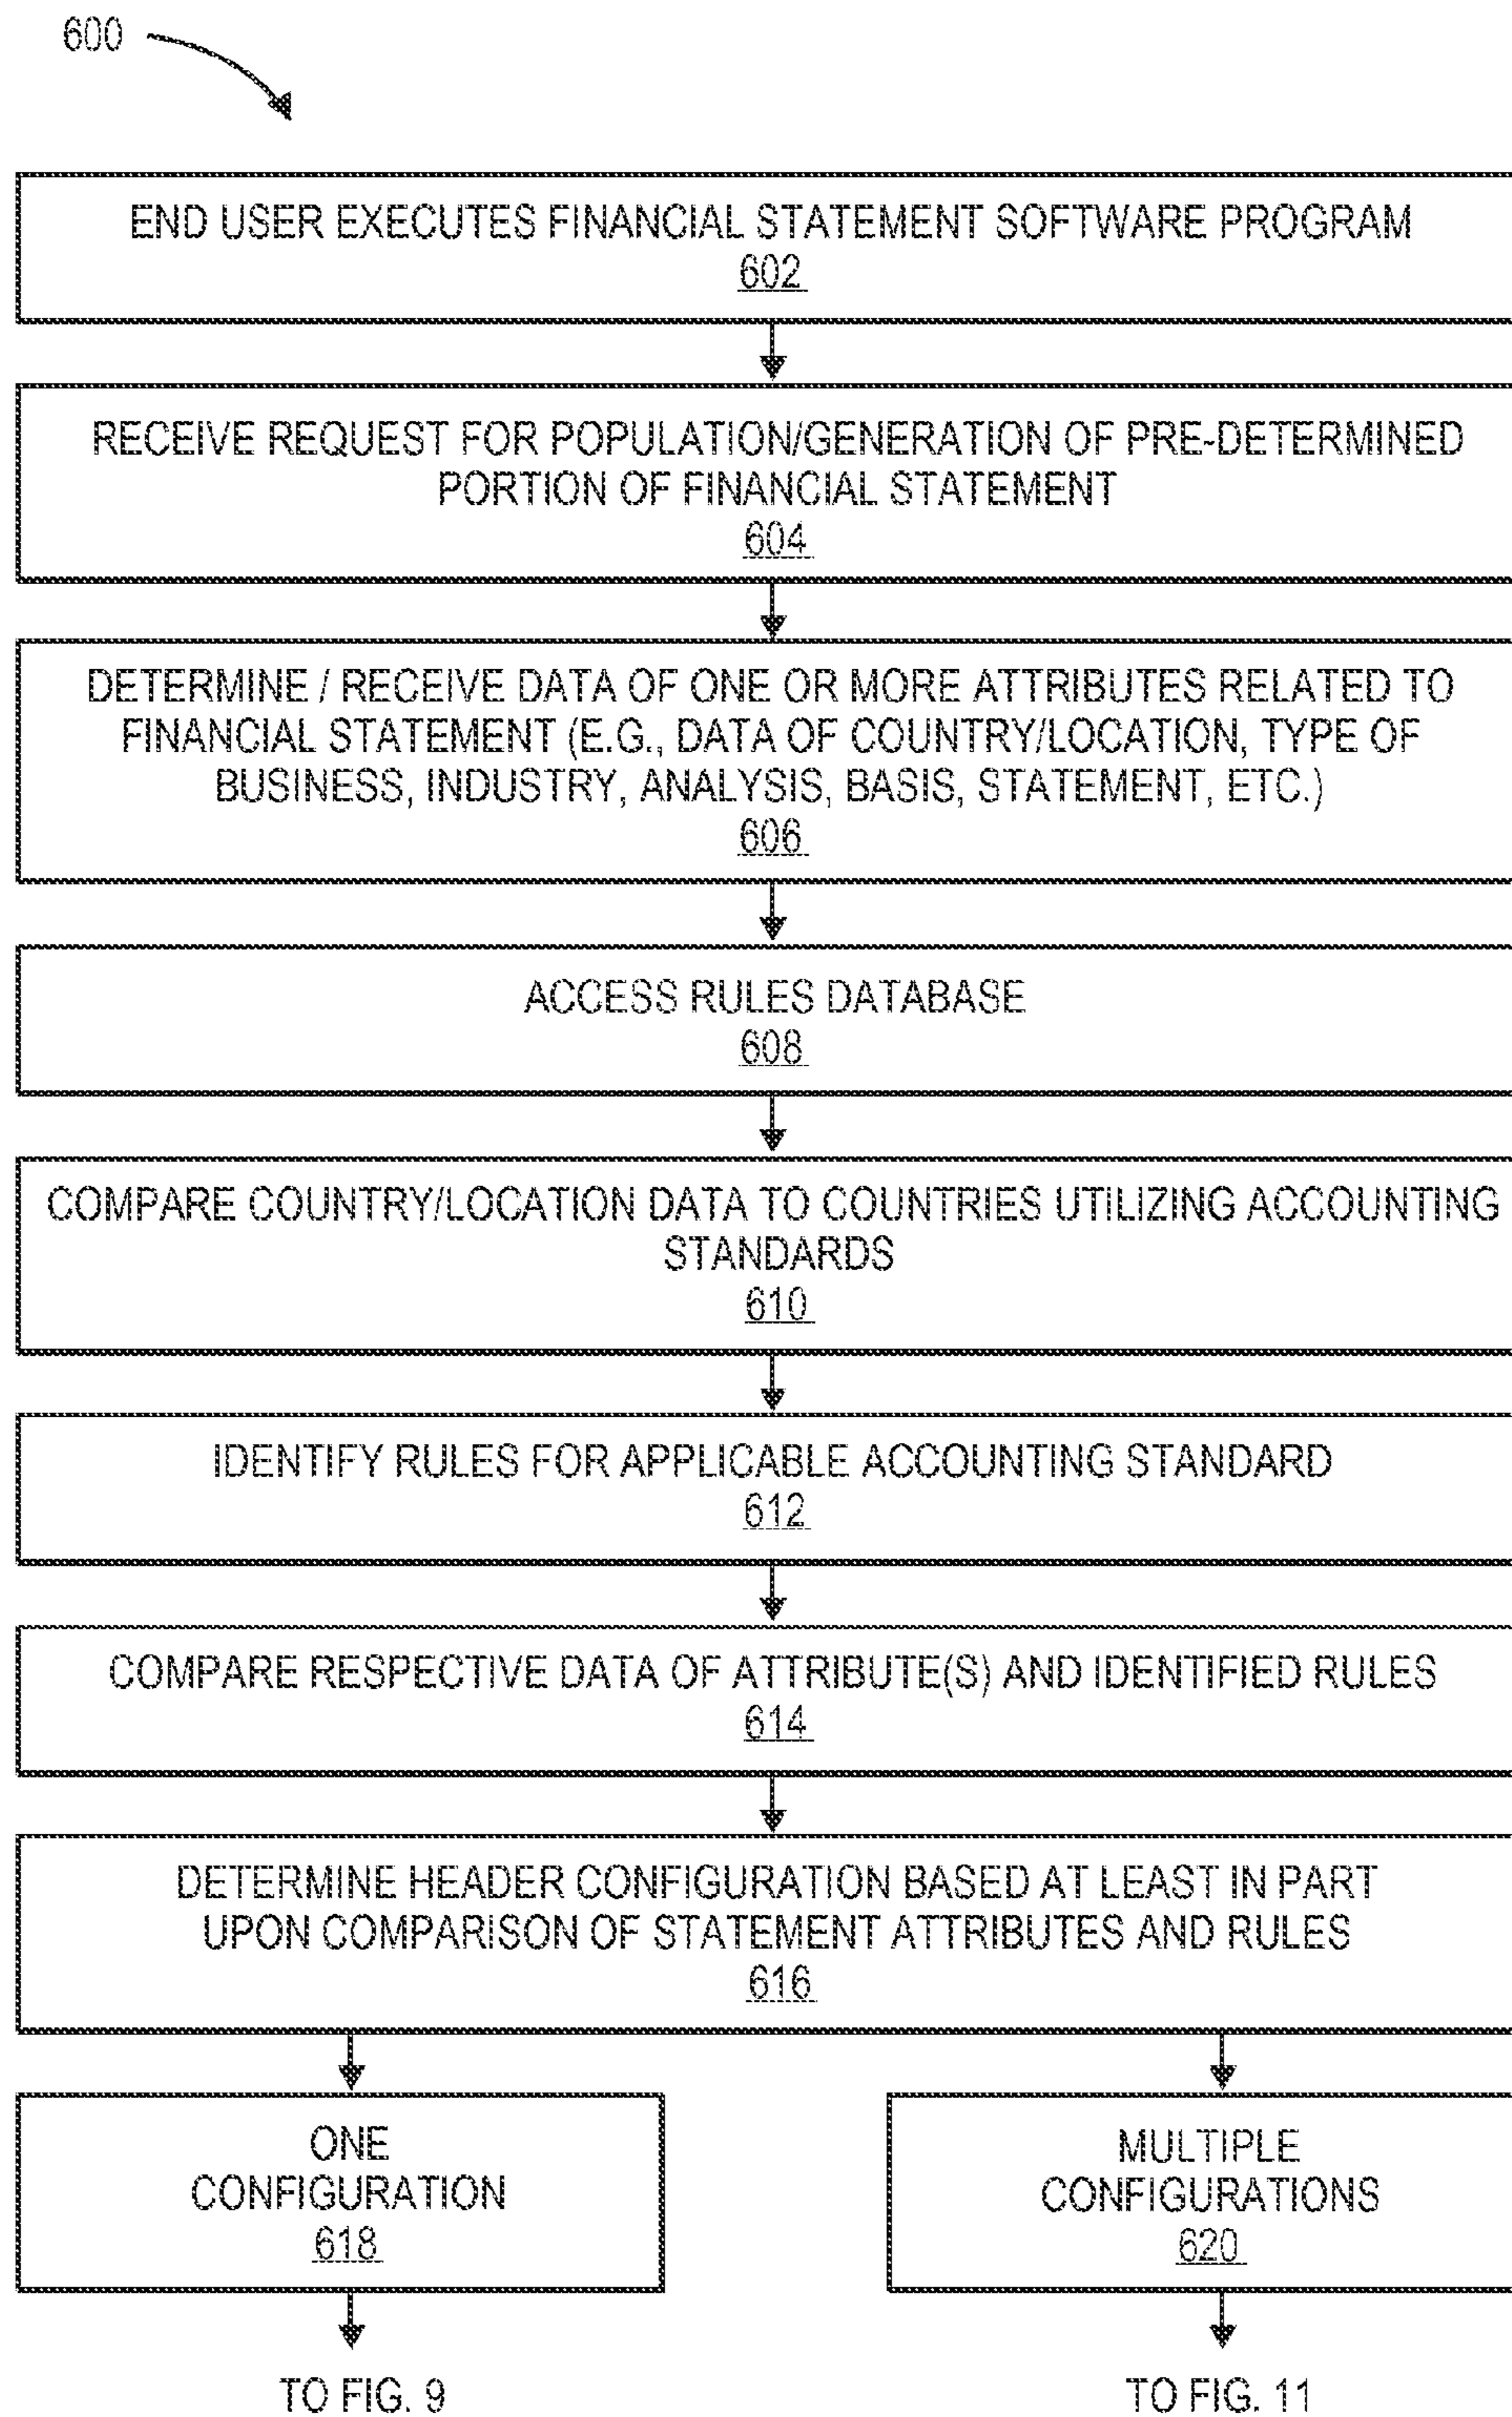 600
END USER EXECUTES FINANCIAL STATEMENT SOFTWARE PROGRAM
602
RECEIVE REQUEST FOR POPULATION/GENERATION OF PRE-DETERMINED
PORTION OF FINANCIAL STATEMENT
604
DETERMINE / RECEIVE DATA OF ONE OR MORE ATTRIBUTES RELATED TO
FINANCIAL STATEMENT (E.G., DATA OF COUNTRY/LOCATION, TYPE OF
BUSINESS, INDUSTRY, ANALYSIS, BASIS, STATEMENT, ETC.)
606
ACCESS RULES DATABASE
608
COMPARE COUNTRY/LOCATION DATA TO COUNTRIES UTILIZING ACCOUNTING
STANDARDS
610
IDENTIFY RULES FOR APPLICABLE ACCOUNTING STANDARD
612
COMPARE RESPECTIVE DATA OF ATTRIBUTE(S) AND IDENTIFIED RULES
614
DETERMINE HEADER CONFIGURATION BASED AT LEAST IN PART
UPON COMPARISON OF STATEMENT ATTRIBUTES AND RULES
616
ONE
CONFIGURATION
618
MULTIPLE
CONFIGURATIONS
620
TO FIG. 9
TO FIG. 11